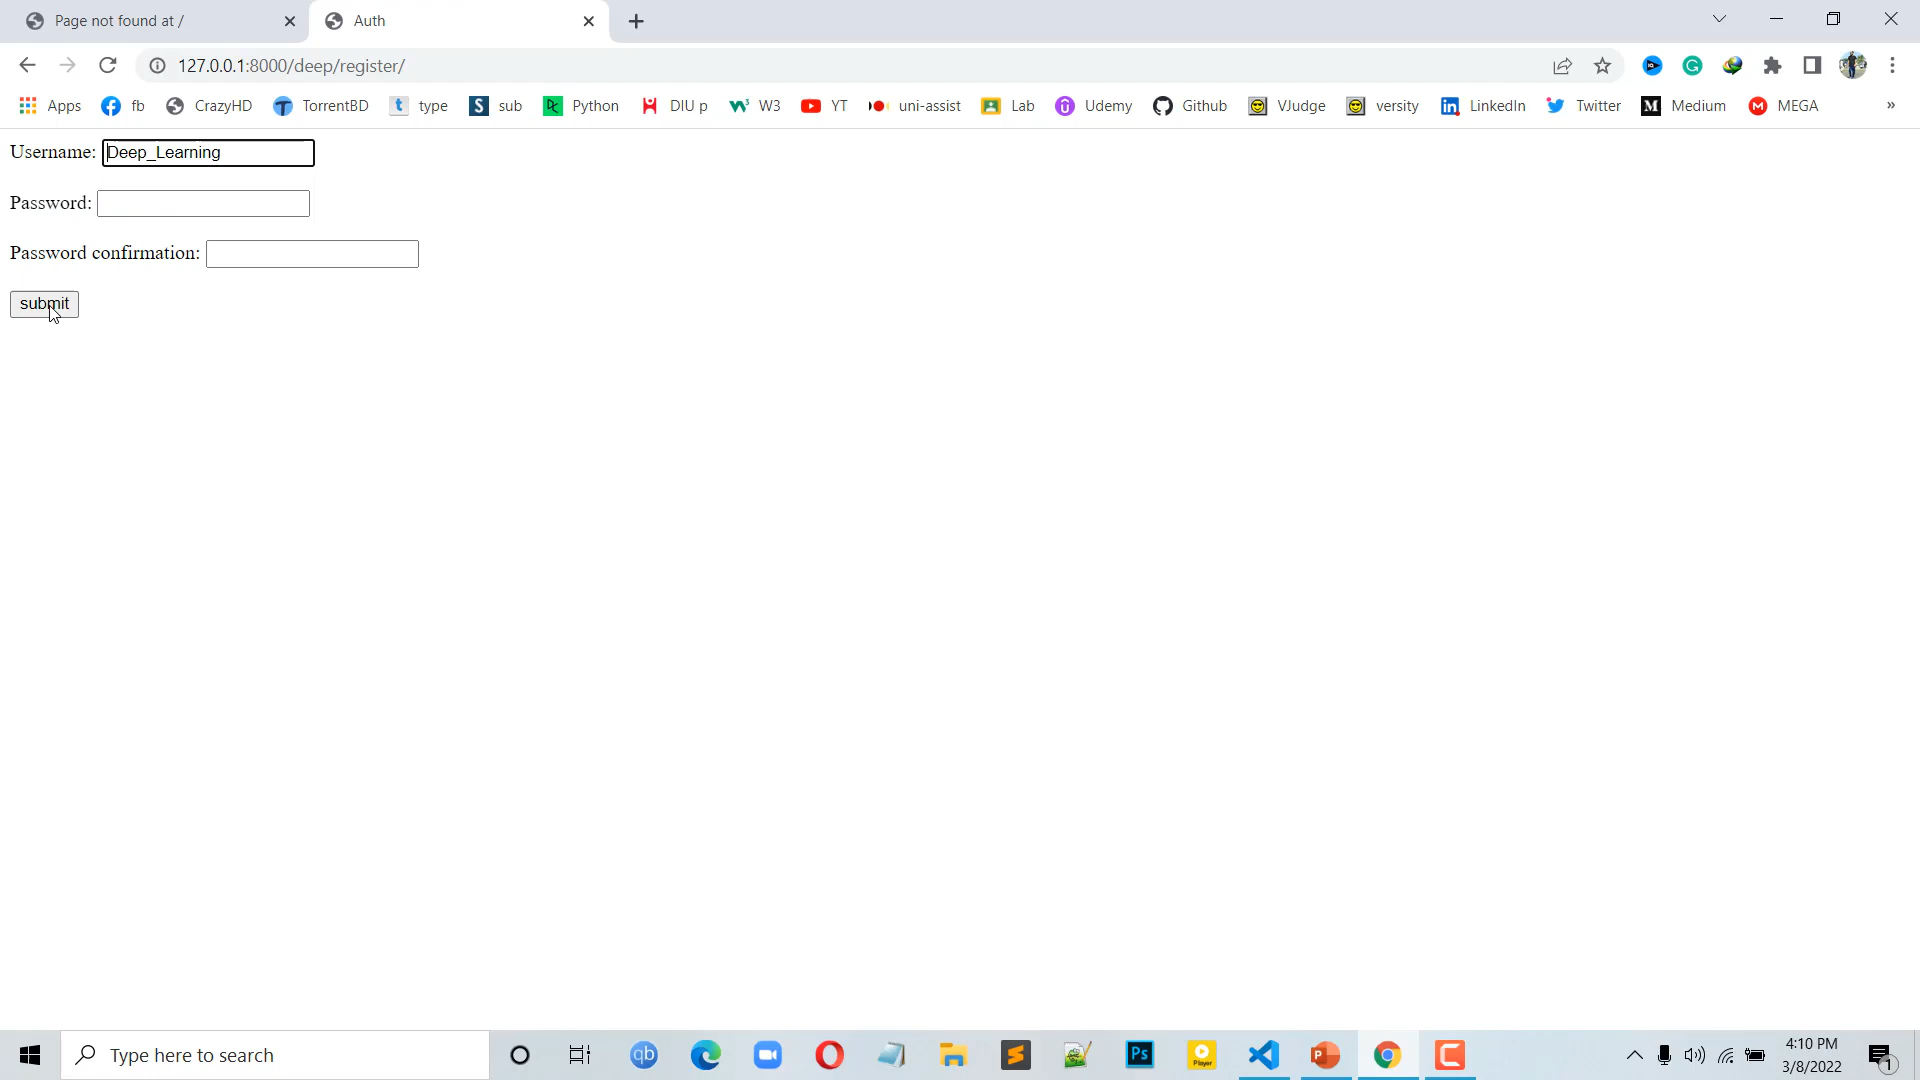 Page not found at /
Auth
127.0.0.1:8000/deep/register/
Apps fb CrazyHD TorrentBD type sub Python DIU p W3 YT uni-assist Lab Udemy Github VJudge versity LinkedIn Twitter Medium MEGA »
Username: Deep_Learning
Password:
Password confirmation:
submit
Type here to search
4:10 PM
3/8/2022
1